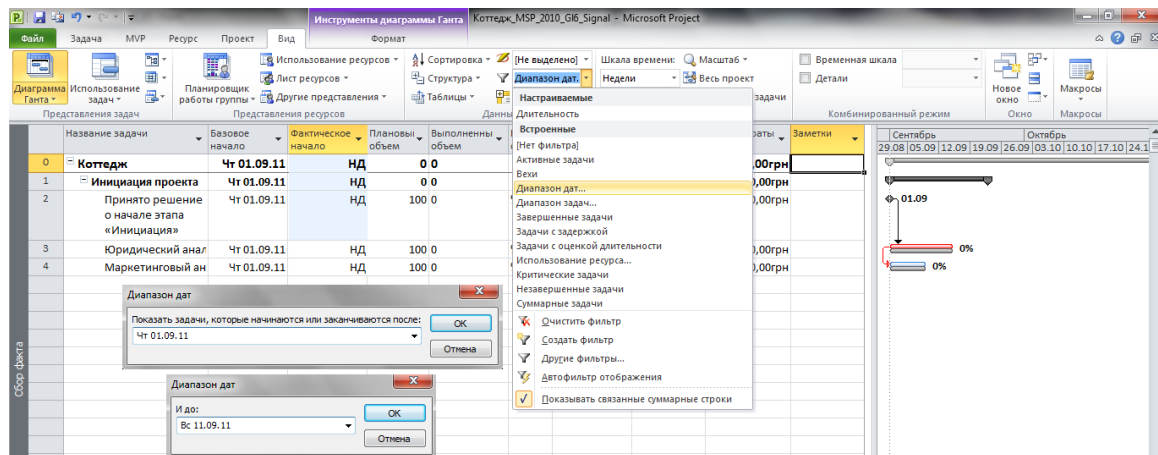 Инструменты диаграммы Ганта
Коттедж_MSP_2010_GI6_Signal - Microsoft Project
Файл Задача MVP Ресурс Проект Вид Формат
Диаграмма Ганта
Использование задач
Представления задач
Планировщик работы группы
Использование ресурсов
Лист ресурсов
Другие представления
Представления ресурсов
Сортировка
Структура
Таблицы
[Не выделено]
Диапазон дат.
Шкала времени:
Недели
Масштаб
Весь проект
задачи
Временная шкала
Детали
Комбинированный режим
Новое окно
Окно
Макросы
Макросы
Настраиваемые
Длительность
Встроенные
[Нет фильтра]
Активные задачи
Вехи
Диапазон дат...
Диапазон задач...
Завершенные задачи
Задачи с задержкой
Задачи с оценкой длительности
Использование ресурса...
Критические задачи
Незавершенные задачи
Суммарные задачи
Очистить фильтр
Создать фильтр
Другие фильтры...
Автофильтр отображения
Показывать связанные суммарные строки
Название задачи Базовое начало Фактическое начало Плановы объем Выполненны объем Заметки
0 Коттедж Чт 01.09.11 НД 0 0 ,00грн
1 Инициация проекта Чт 01.09.11 НД 0 0 ,00грн
2 Принято решение о начале этапа «Инициация» Чт 01.09.11 НД 100 0 ,00грн
3 Юридический анал Чт 01.09.11 НД 100 0 ,00грн
4 Маркетинговый ан Чт 01.09.11 НД 100 0 ,00грн
Сентябрь Октябрь
29.08 05.09 12.09 19.09 26.09 03.10 10.10 17.10 24.1
01.09
0%
0%
Сбор факта
Диапазон дат
Показать задачи, которые начинаются или заканчиваются после:
Чт 01.09.11
OK
Отмена
Диапазон дат
И до:
Вс 11.09.11
OK
Отмена